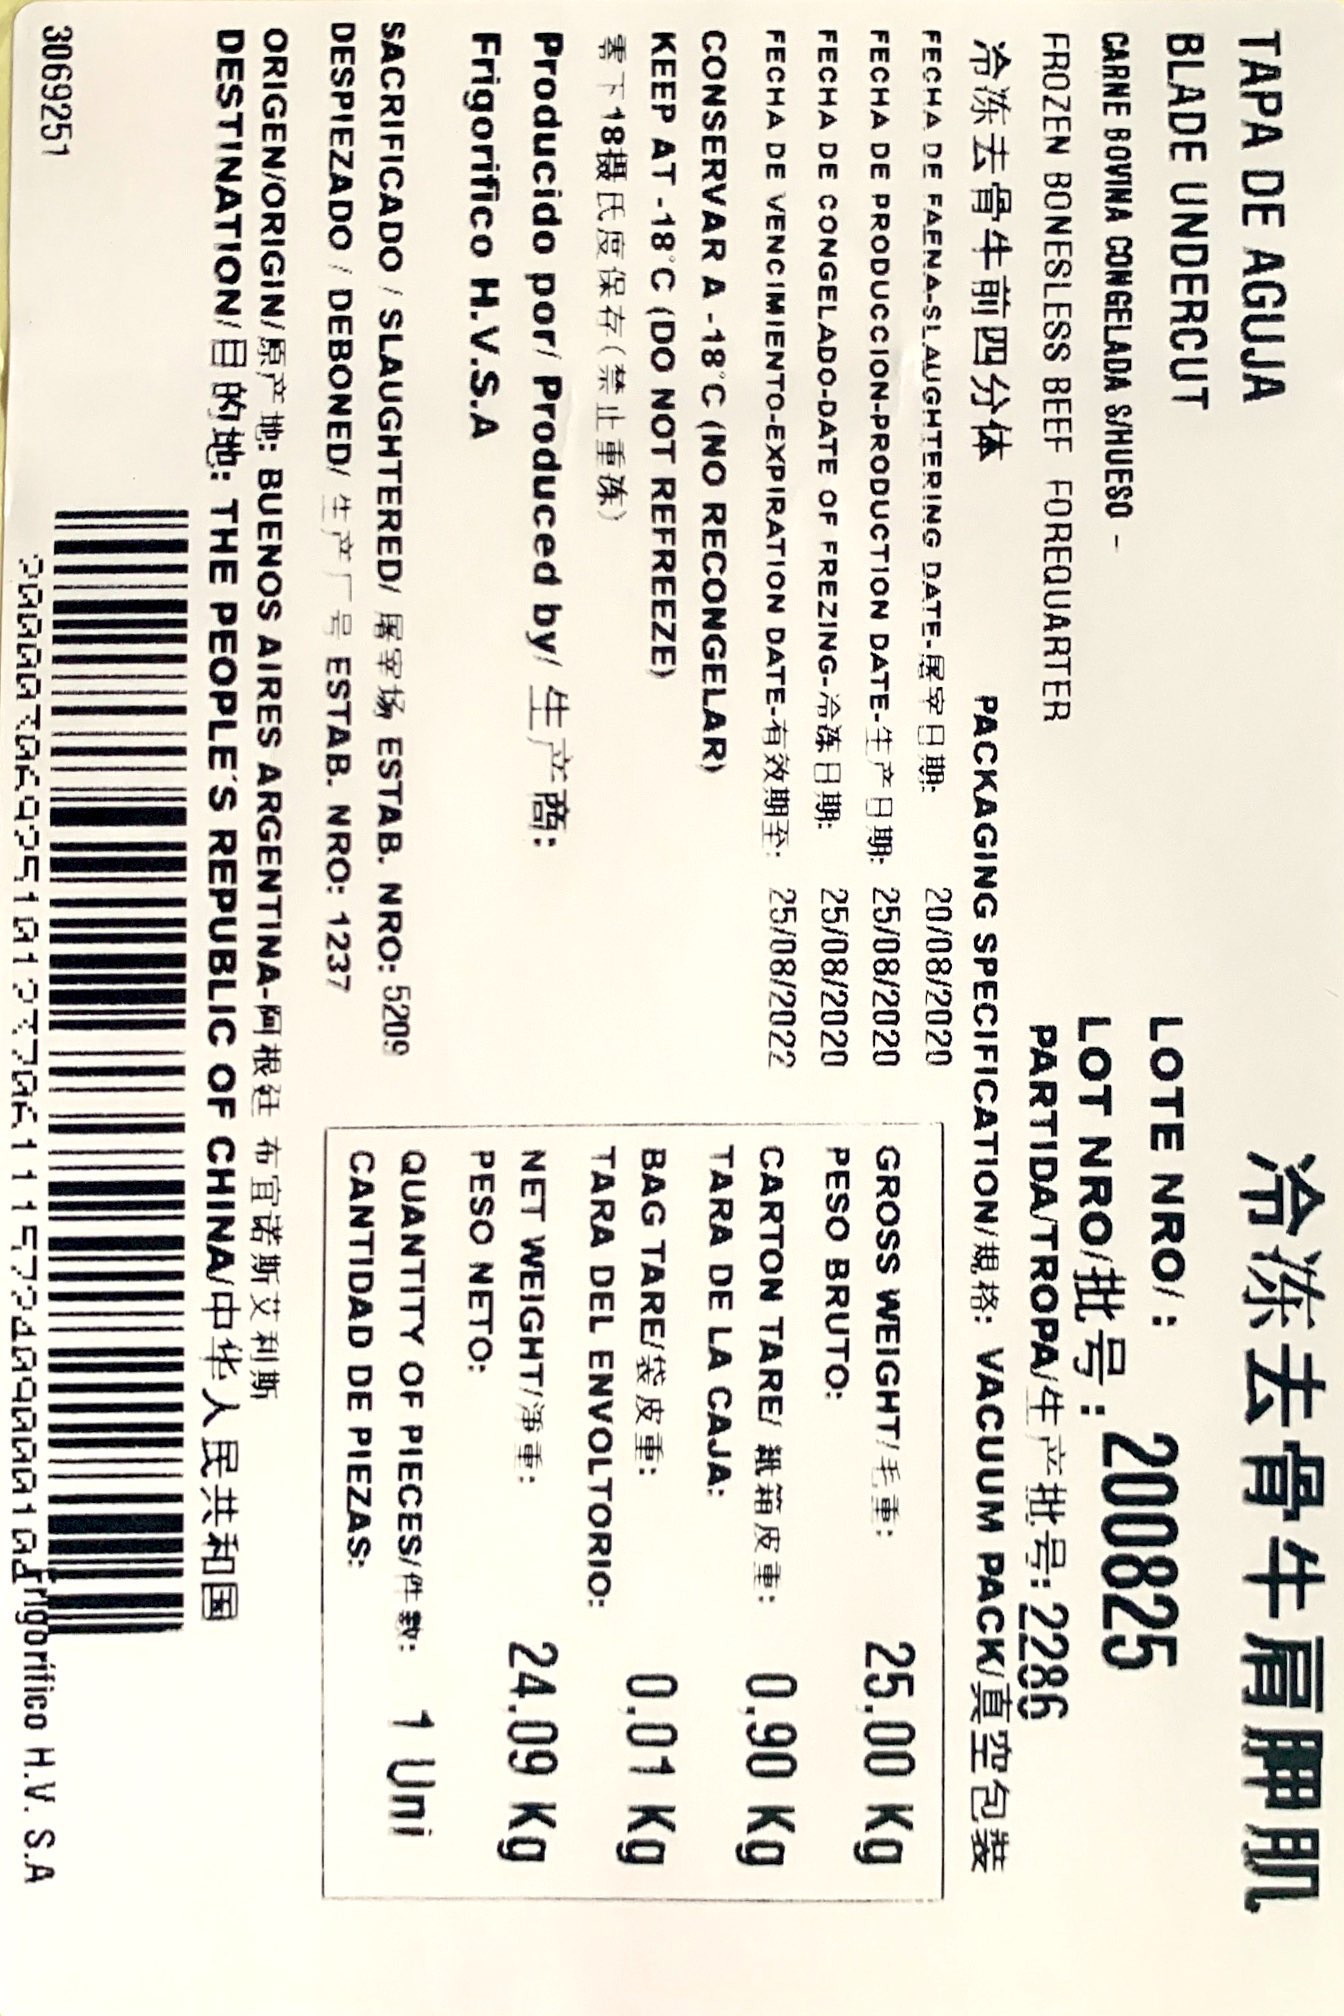 TAPA DE AGUJA
冷冻去骨牛肩胛肌
BLADE UNDERCUT
LOTE NRO/ :
CARNE BOVINA CONGELADA S/HUESO -
LOT NRO/批号 : 200825
FROZEN BONESLESS BEEF FOREQUARTER
PARTIDA/TROPA/生产批号: 2286
冷冻去骨牛前四分体
PACKAGING SPECIFICATION/規格: VACUUM PACK/真空包裝
FECHA DE FAENA-SLAUGHTERING DATE-屠宰日期: 20/08/2020
FECHA DE PRODUCCION-PRODUCTION DATE-生产日期: 25/08/2020
FECHA DE CONGELADO-DATE OF FREZING-冷冻日期: 25/08/2020
FECHA DE VENCIMIENTO-EXPIRATION DATE-有效期至: 25/08/2022
CONSERVAR A -18°C (NO RECONGELAR)
KEEP AT -18°C (DO NOT REFREEZE)
零下18摄氏度保存(禁止重冻)
Producido por/ Produced by/ 生产商:
Frigorifico H.V.S.A
SACRIFICADO / SLAUGHTERED/ 屠宰场 ESTAB. NRO: 5209
DESPIEZADO / DEBONED/ 生产厂号 ESTAB. NRO: 1237
GROSS WEIGHT/毛重:
PESO BRUTO: 25,00 Kg
CARTON TARE/ 紙箱皮重:
TARA DE LA CAJA: 0,90 Kg
BAG TARE/袋皮重:
TARA DEL ENVOLTORIO: 0,01 Kg
NET WEIGHT/淨重:
PESO NETO: 24,09 Kg
QUANTITY OF PIECES/件數: 1 Uni
CANTIDAD DE PIEZAS:
ORIGEN/ORIGIN/原产地: BUENOS AIRES ARGENTINA-阿根廷 布宜诺斯艾利斯
DESTINATION/目的地: THE PEOPLE´S REPUBLIC OF CHINA/中华人民共和国
3069251
Frigorífico H.V. S.A